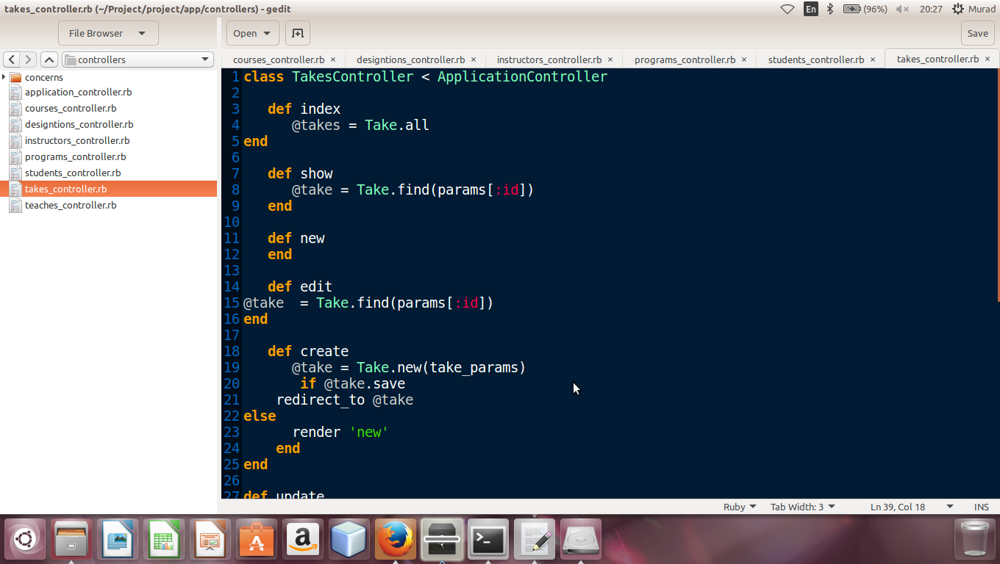 takes_controller.rb (~/Project/project/app/controllers) - gedit
En
(96%)
20:27
Murad
File Browser
Open
Save
controllers
courses_controller.rb ×
designtions_controller.rb ×
instructors_controller.rb ×
programs_controller.rb ×
students_controller.rb ×
takes_controller.rb ×
concerns
application_controller.rb
courses_controller.rb
designtions_controller.rb
instructors_controller.rb
programs_controller.rb
students_controller.rb
takes_controller.rb
teaches_controller.rb
1 class TakesController < ApplicationController
2
3    def index
4       @takes = Take.all
5 end
6
7    def show
8       @take = Take.find(params[:id])
9    end
10
11    def new
12    end
13
14    def edit
15 @take  = Take.find(params[:id])
16 end
17
18    def create
19       @take = Take.new(take_params)
20        if @take.save
21     redirect_to @take
22 else
23       render 'new'
24     end
25 end
26
27 def update
Ruby
Tab Width: 3
Ln 39, Col 18
INS